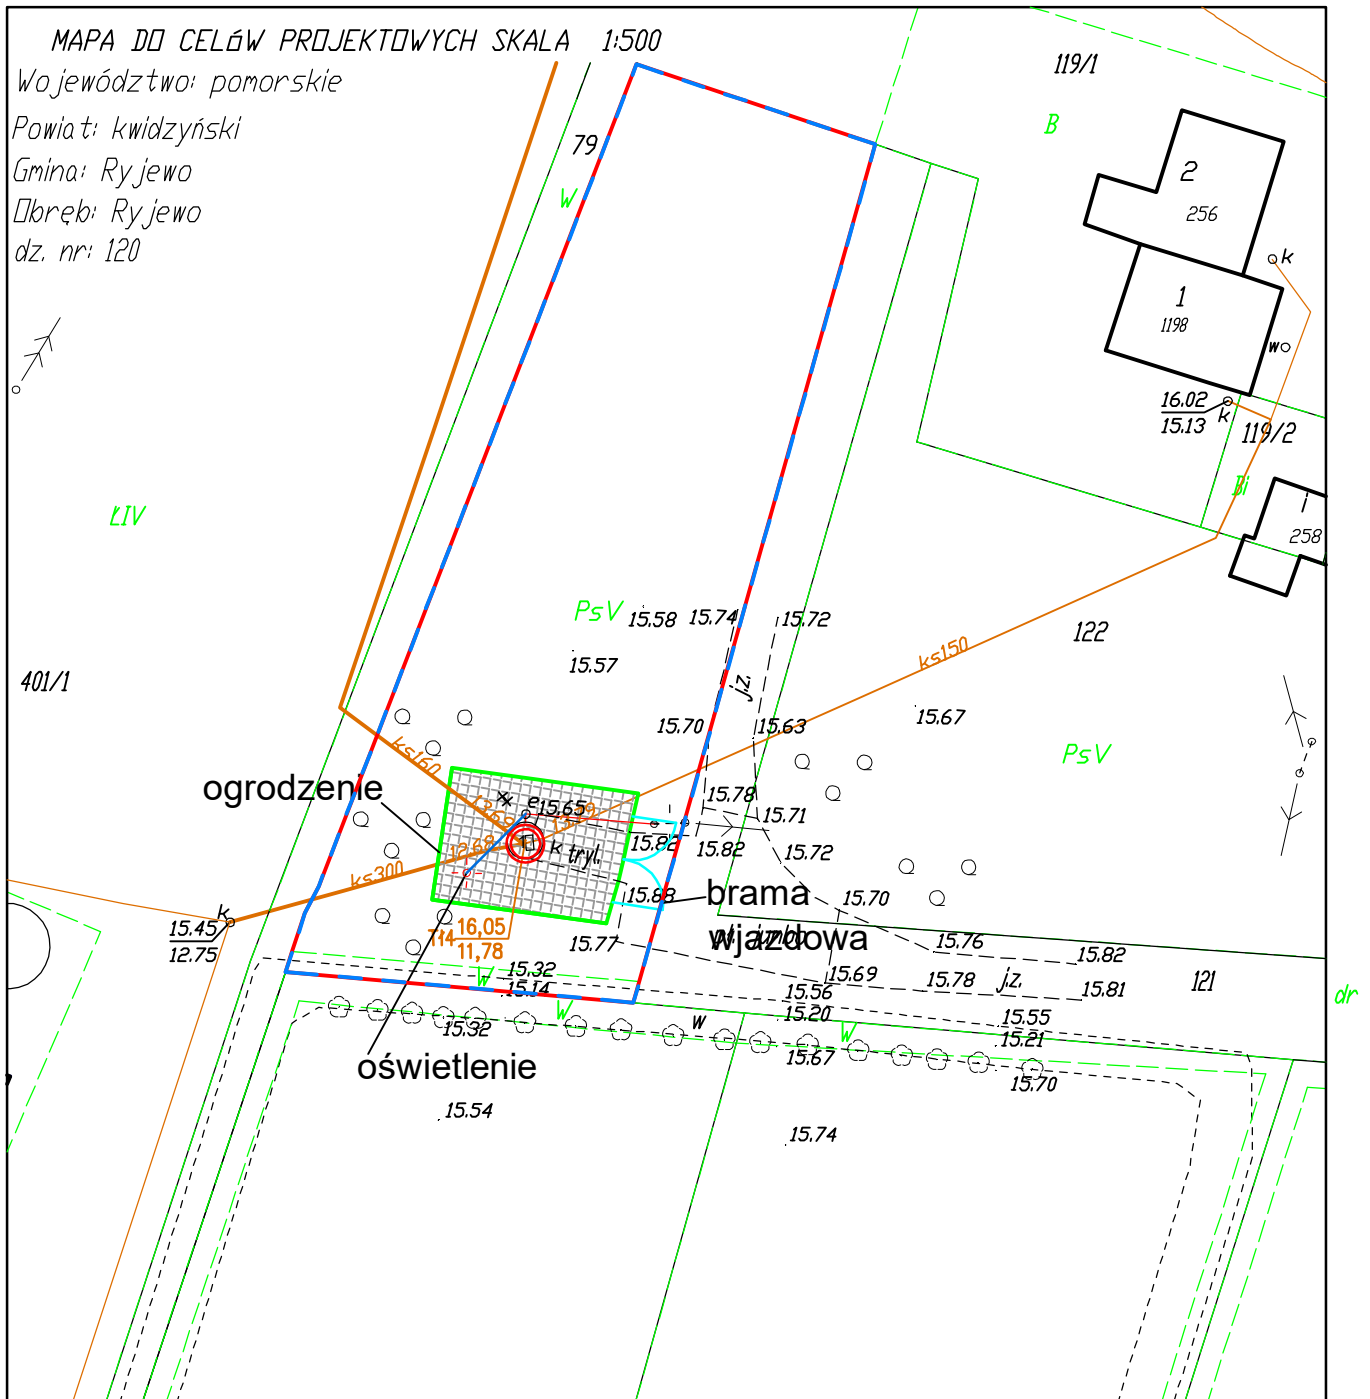 MAPA DO CELÓW PROJEKTOWYCH SKALA 1:500
Województwo: pomorskie
Powiat: kwidzyński
Gmina: Ryjewo
Obręb: Ryjewo
dz. nr: 120
79
W
119/1
B
2
256
k
1
1198
w
16.02
15.13
k
119/2
Bi
i
258
ŁIV
PsV
15.58
15.74
15.72
122
15.57
ks150
401/1
j.z.
15.70
15.63
15.67
ks160
PsV
ogrodzenie
e
15.65
15.78
15.71
15.82
15.82
12.68
k
tryl.
15.72
ks300
15.83
brama
wjazdowa
15.70
k
15.45
12.75
T14
16,05
11,78
15.77
15.76
15.82
15.32
W
15.14
15.69
15.78
j.z.
15.81
121
dr
15.56
15.20
W
w
W
15.55
15.21
15.32
15.67
15.70
oświetlenie
15.54
15.74